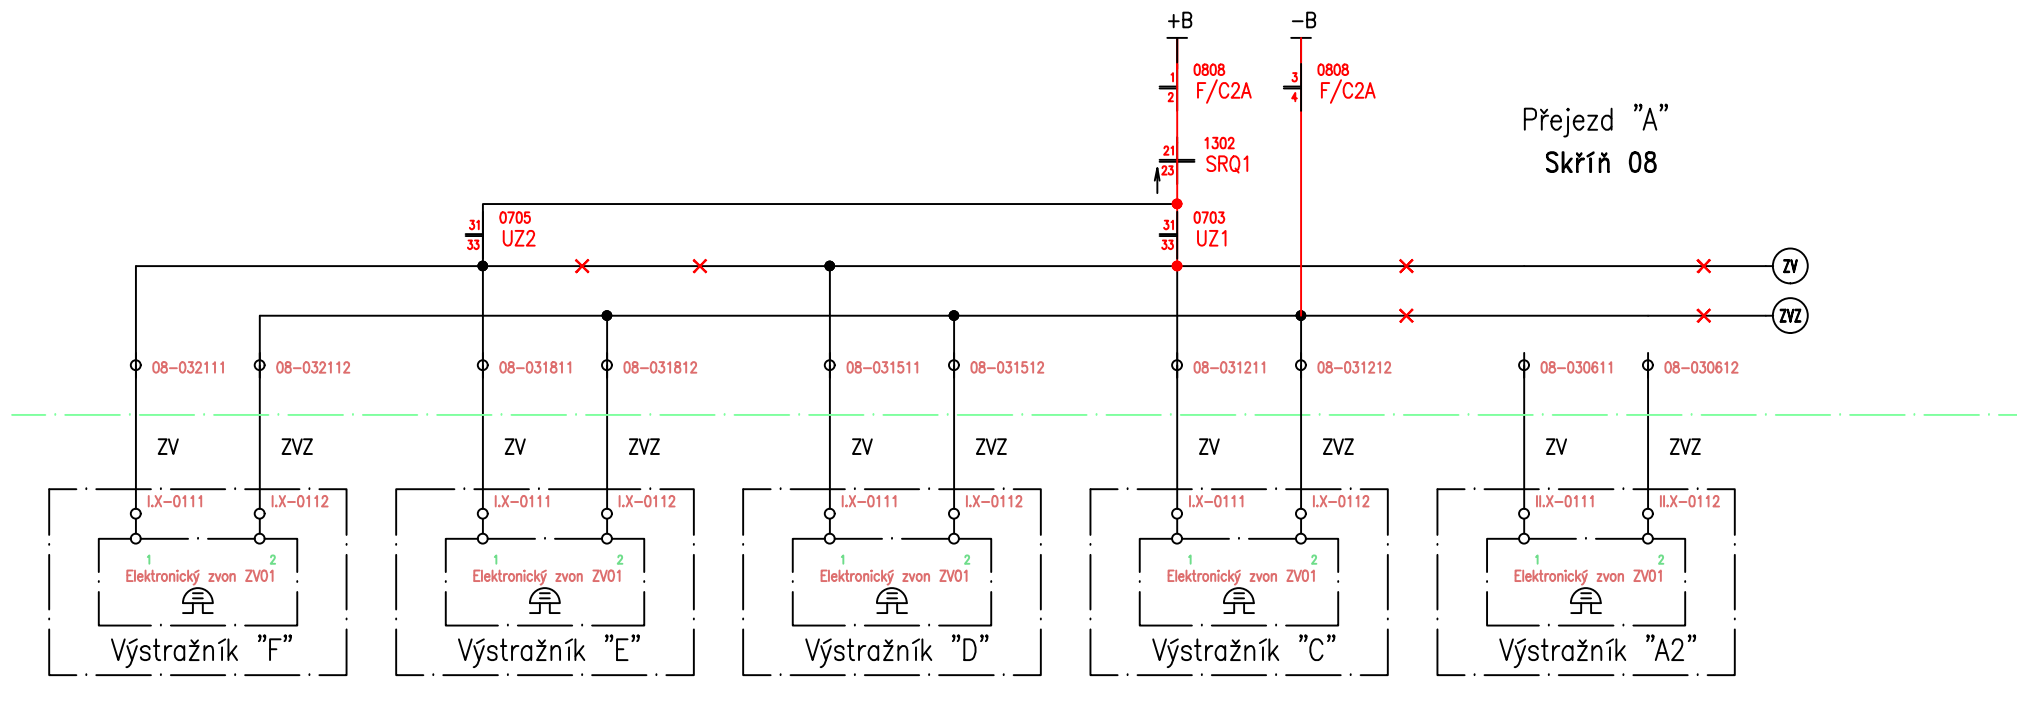 +B −B
1 0808 3 0808
2 F/C2A 4 F/C2A
Přejezd "A"
21 1302
23 SRQ1
Skříň 08
31 0705 31 0703
33 UZ2 33 UZ1
ZV
ZVZ
08-032111 08-032112 08-031811 08-031812 08-031511 08-031512 08-031211 08-031212 08-030611 08-030612
ZV ZVZ ZV ZVZ ZV ZVZ ZV ZVZ ZV ZVZ
I.X-0111 I.X-0112 I.X-0111 I.X-0112 I.X-0111 I.X-0112 I.X-0111 I.X-0112 II.X-0111 II.X-0112
1 2 1 2 1 2 1 2 1 2
Elektronický zvon ZV01 Elektronický zvon ZV01 Elektronický zvon ZV01 Elektronický zvon ZV01 Elektronický zvon ZV01
Výstražník "F" Výstražník "E" Výstražník "D" Výstražník "C" Výstražník "A2"